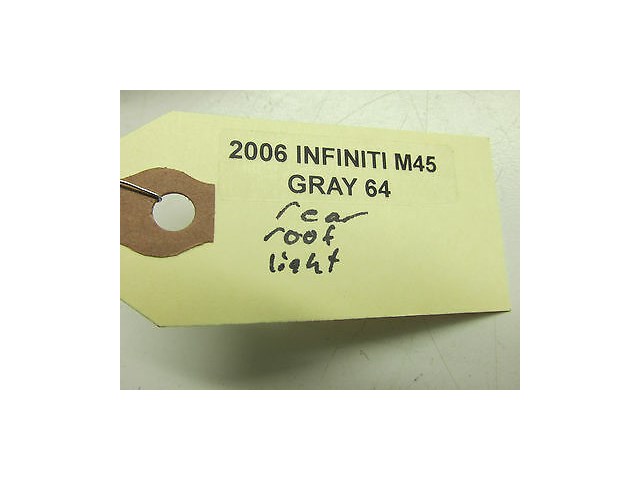 2006 INFINITI M45
GRAY 64
rear
roof
light